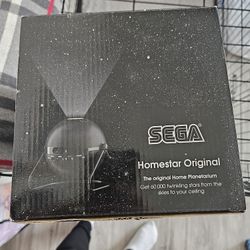 SEGA
Homestar Original
The original Home Planetarium
Get 60,000 twinkling stars from the
skies to your ceiling